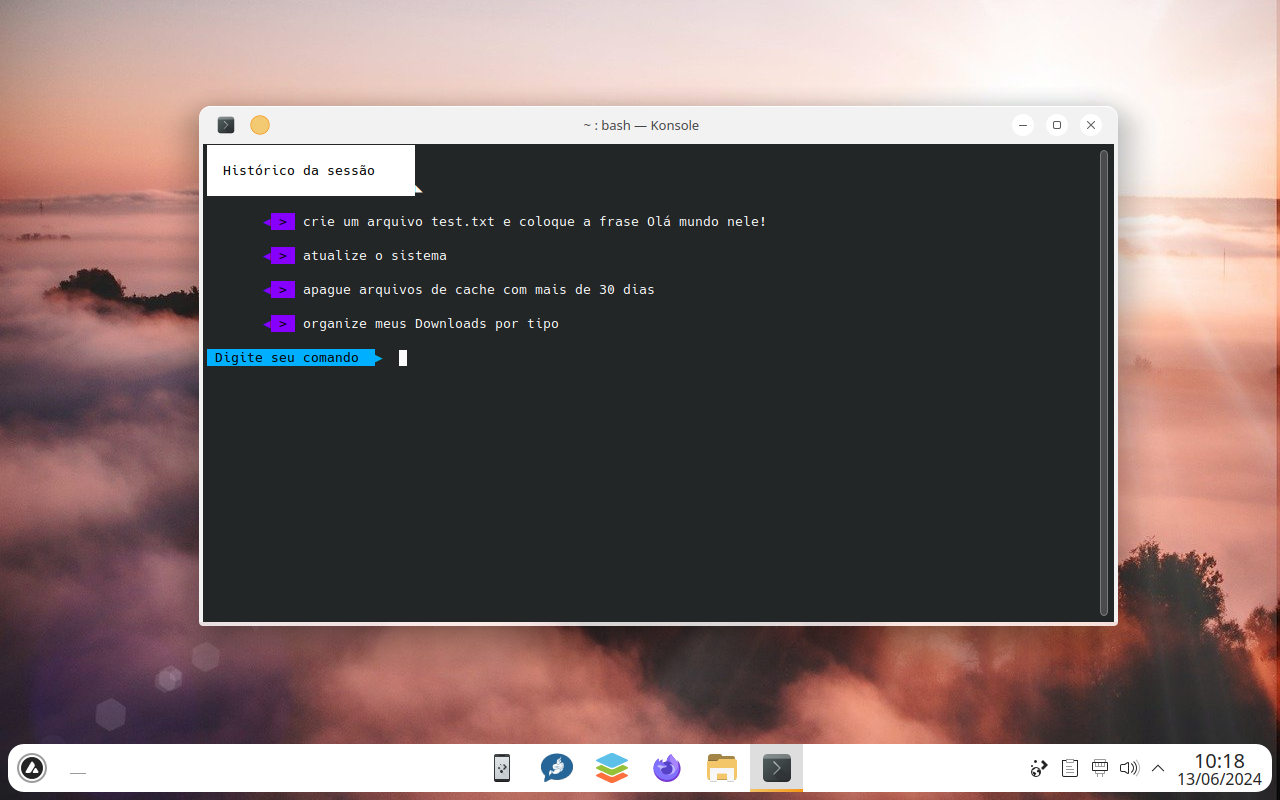 ~ : bash — Konsole
Histórico da sessão
> crie um arquivo test.txt e coloque a frase Olá mundo nele!
> atualize o sistema
> apague arquivos de cache com mais de 30 dias
> organize meus Downloads por tipo
Digite seu comando
10:18
13/06/2024